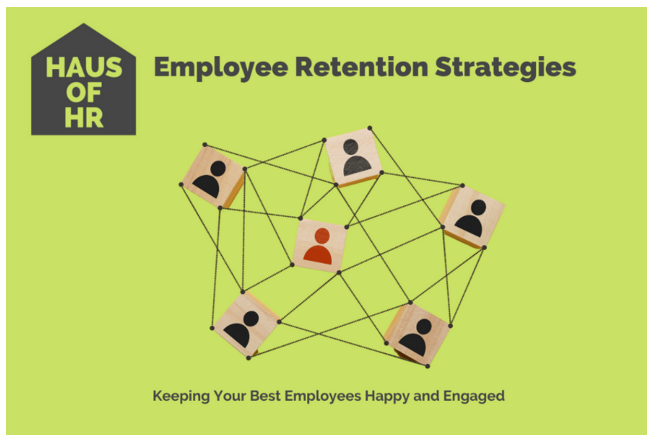 HAUS
OF
HR
Employee Retention Strategies
Keeping Your Best Employees Happy and Engaged